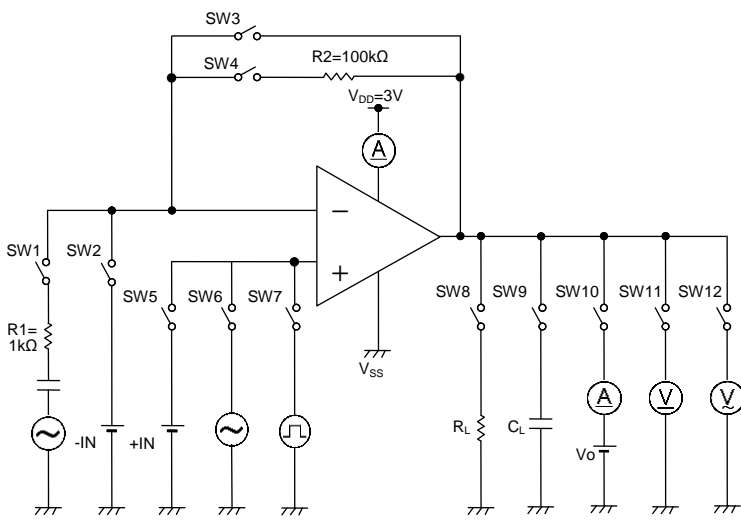 SW3
SW4
R2=100kΩ
VDD=3V
A
SW1
SW2
SW5
SW6
SW7
SW8
SW9
SW10
SW11
SW12
R1=
1kΩ
VSS
-IN
+IN
RL
CL
A
V
V
Vo